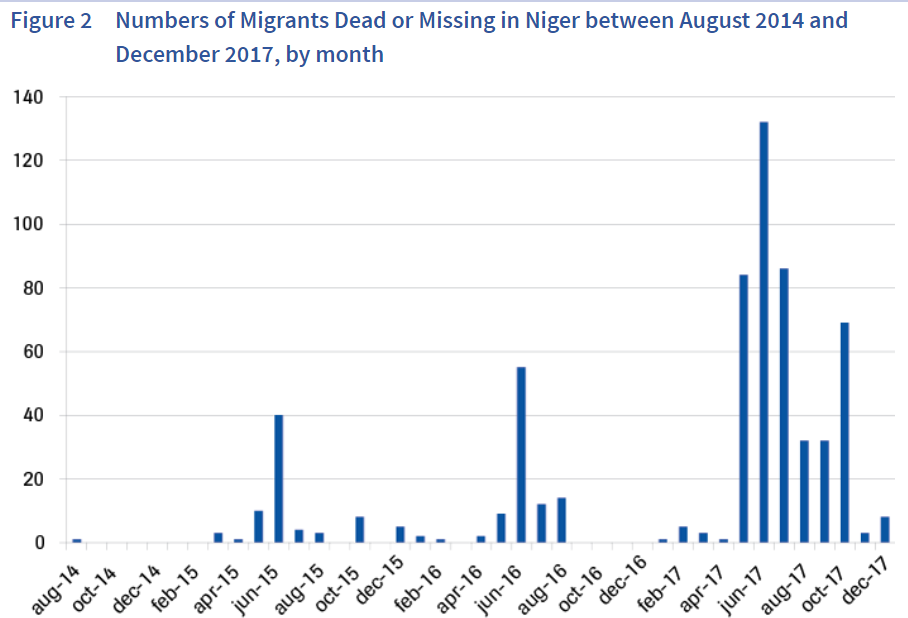 Figure 2 Numbers of Migrants Dead or Missing in Niger between August 2014 and
December 2017, by month
140
120
100
80
60
40
20
0
aug-14 oct-14 dec-14 feb-15 apr-15 jun-15 aug-15 oct-15 dec-15 feb-16 apr-16 jun-16 aug-16 oct-16 dec-16 feb-17 apr-17 jun-17 aug-17 oct-17 dec-17